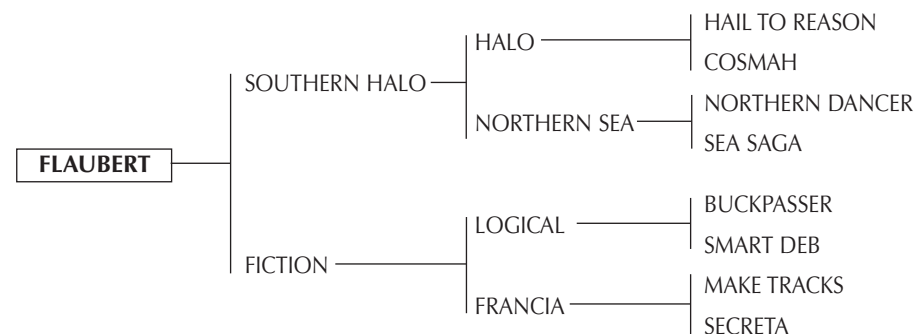 HAIL TO REASON
HALO
COSMAH
SOUTHERN HALO
NORTHERN DANCER
NORTHERN SEA
SEA SAGA
FLAUBERT
BUCKPASSER
LOGICAL
SMART DEB
FICTION
MAKE TRACKS
FRANCIA
SECRETA